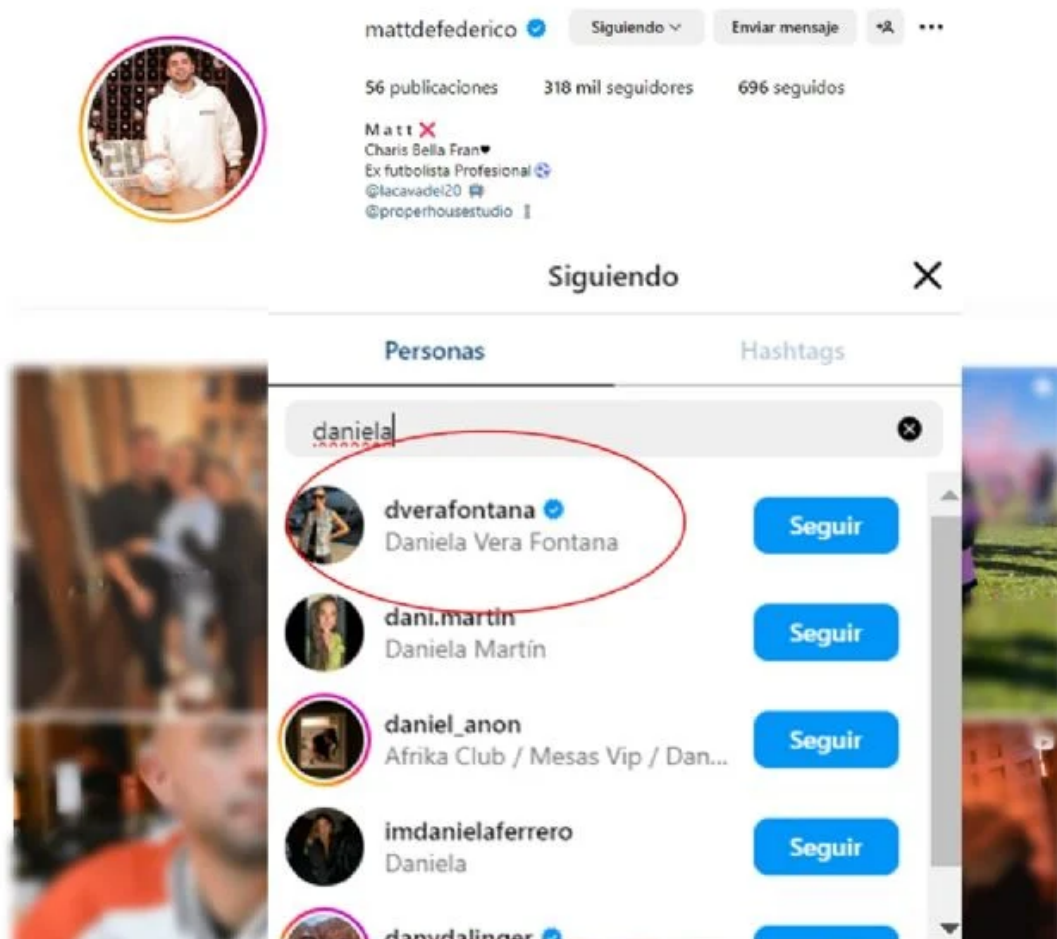 mattdefederico Siguiendo Enviar mensaje
56 publicaciones 318 mil seguidores 696 seguidos
Matt
Charis Bella Fran
Ex futbolista Profesional
@lacavadel20
@properhousestudio
Siguiendo
Personas Hashtags
daniela
dverafontana
Daniela Vera Fontana
Seguir
dani.martin
Daniela Martín
Seguir
daniel_anon
Afrika Club / Mesas Vip / Dan...
Seguir
imdanielaferrero
Daniela
Seguir
danydalinger